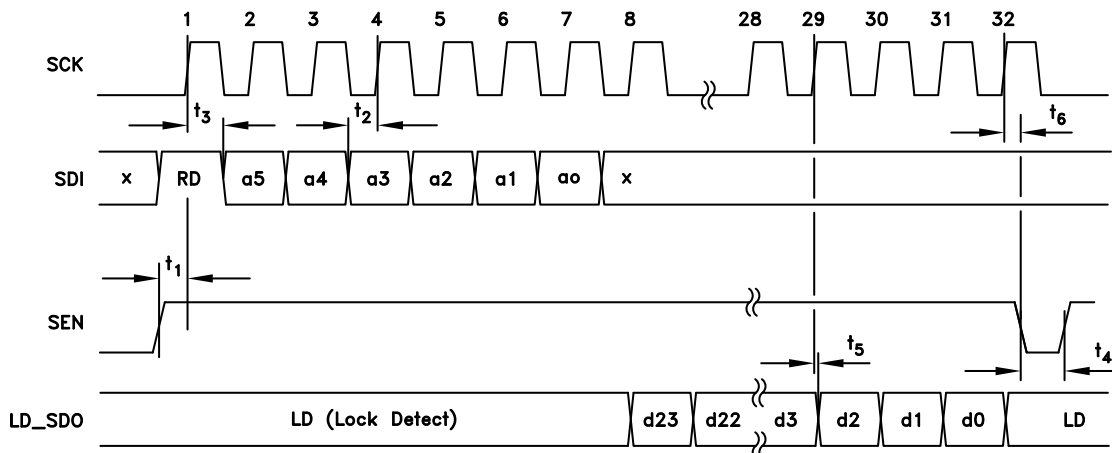 1 2 3 4 5 6 7 8 28 29 30 31 32
SCK
t3 t2 t6
SDI x RD a5 a4 a3 a2 a1 ao x
t1
SEN
t5 t4
LD_SDO LD (Lock Detect) d23 d22 d3 d2 d1 d0 LD